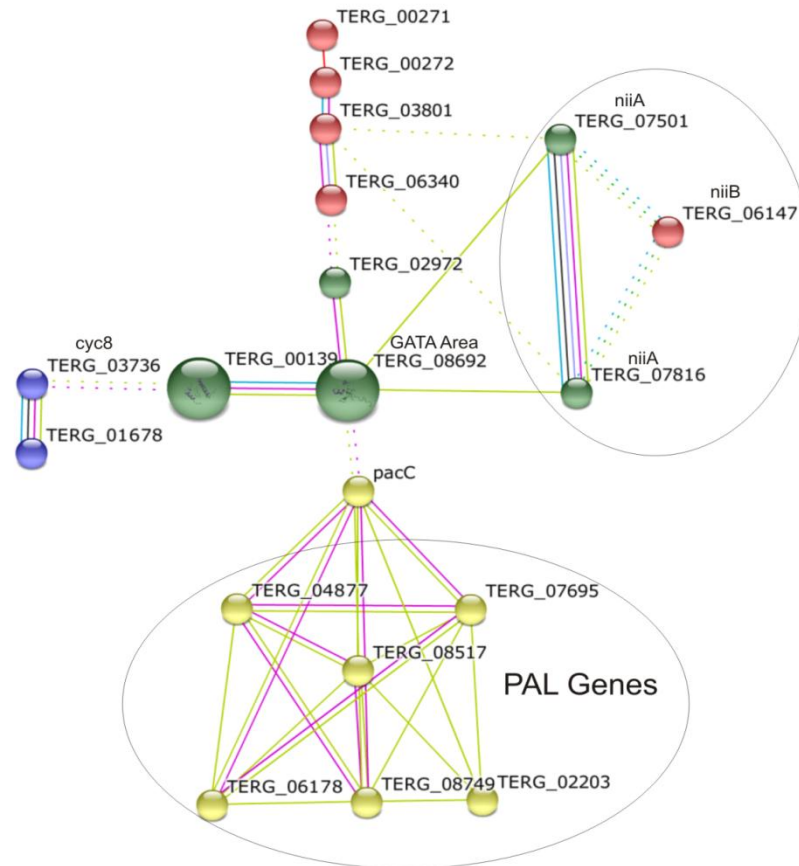 TERG_00271
TERG_00272
TERG_03801
niiA
TERG_07501
TERG_06340
niiB
TERG_06147
TERG_02972
cyc8
TERG_03736
TERG_00139
GATA Area
TERG_08692
niiA
TERG_07816
TERG_01678
pacC
TERG_04877
TERG_07695
TERG_08517
PAL Genes
TERG_06178
TERG_08749
TERG_02203